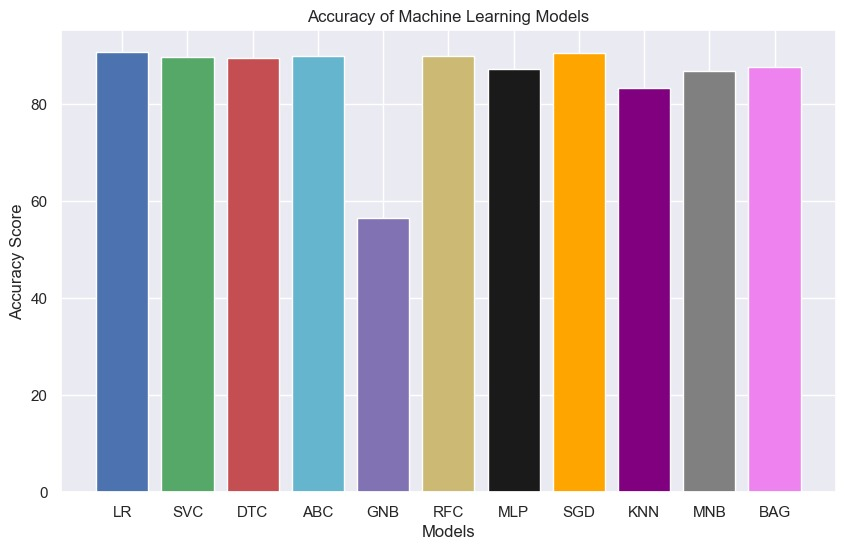 Accuracy of Machine Learning Models
Accuracy Score
80
60
40
20
0
LR SVC DTC ABC GNB RFC MLP SGD KNN MNB BAG
Models